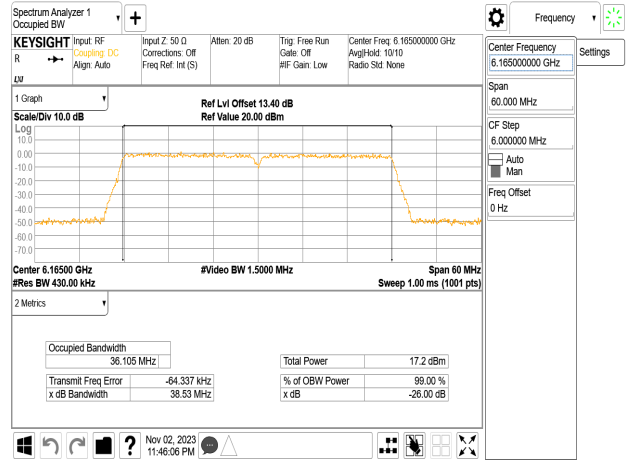 Spectrum Analyzer 1
Occupied BW
Frequency
KEYSIGHT
R
Input: RF
Coupling: DC
Align: Auto
Input Z: 50 Ω
Corrections: Off
Freq Ref: Int (S)
Atten: 20 dB
Trig: Free Run
Gate: Off
#IF Gain: Low
Center Freq: 6.165000000 GHz
Avg|Hold: 10/10
Radio Std: None
Center Frequency
6.165000000 GHz
Settings
Span
60.000 MHz
CF Step
6.000000 MHz
Auto
Man
Freq Offset
0 Hz
1 Graph
Scale/Div 10.0 dB
Ref Lvl Offset 13.40 dB
Ref Value 20.00 dBm
Log
10.0
0.00
-10.0
-20.0
-30.0
-40.0
-50.0
-60.0
-70.0
Center 6.16500 GHz
#Res BW 430.00 kHz
#Video BW 1.5000 MHz
Span 60 MHz
Sweep 1.00 ms (1001 pts)
2 Metrics
Occupied Bandwidth
36.105 MHz
Transmit Freq Error -64.337 kHz
x dB Bandwidth 38.53 MHz
Total Power 17.2 dBm
% of OBW Power 99.00 %
x dB -26.00 dB
Nov 02, 2023
11:46:06 PM